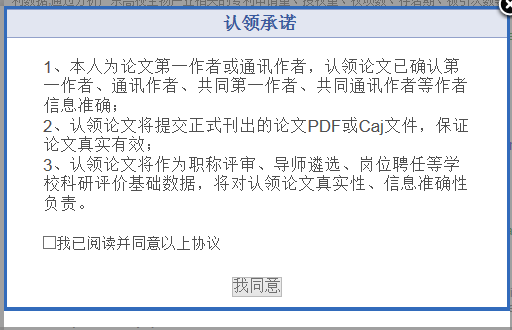 认领承诺
1、本人为论文第一作者或通讯作者，认领论文已确认第
一作者、通讯作者、共同第一作者、共同通讯作者等作者
信息准确；
2、认领论文将提交正式刊出的论文PDF或Caj文件，保证
论文真实有效；
3、认领论文将作为职称评审、导师遴选、岗位聘任等学
校科研评价基础数据，将对认领论文真实性、信息准确性
负责。
我已阅读并同意以上协议
我同意